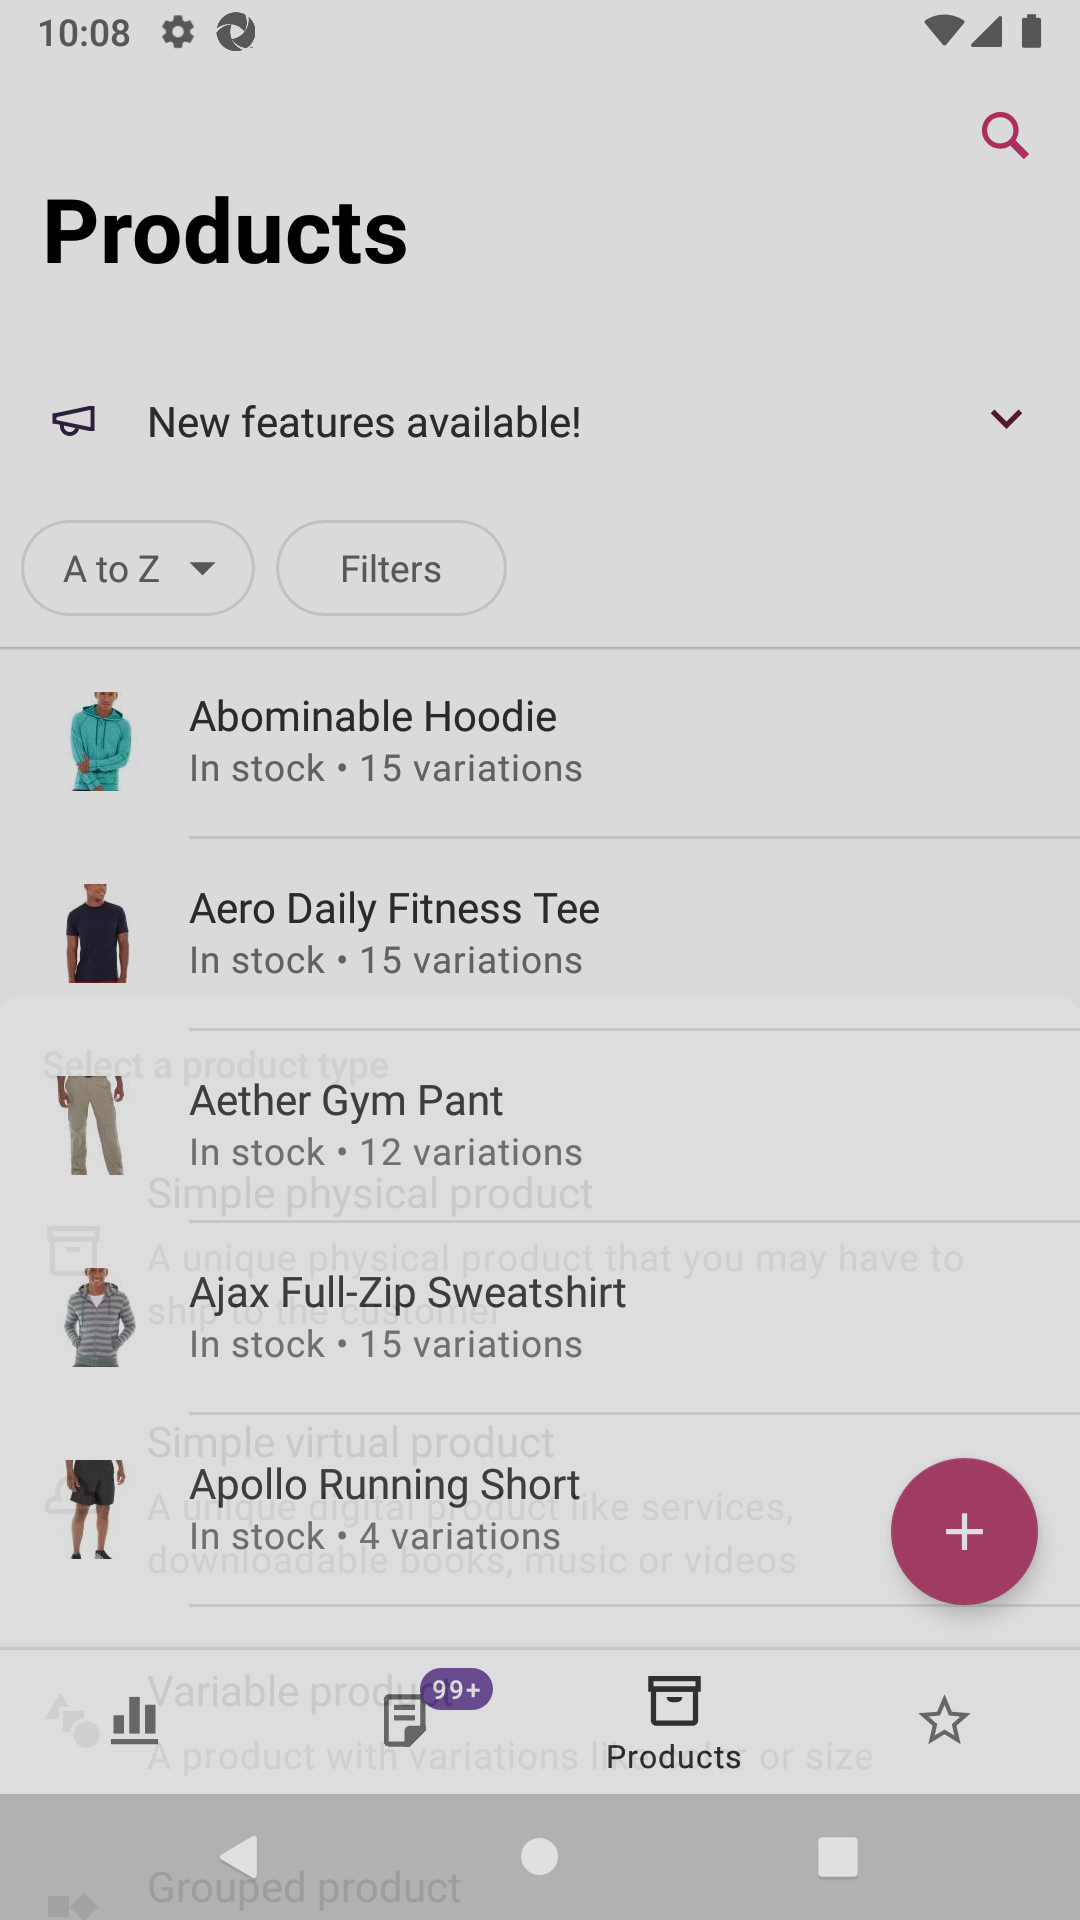 10:08
Products
New features available!
A to Z
Filters
Abominable Hoodie
In stock • 15 variations
Aero Daily Fitness Tee
In stock • 15 variations
Select a product type
Aether Gym Pant
In stock • 12 variations
Simple physical product
A unique physical product that you may have to
Ajax Full-Zip Sweatshirt
ship to the customer
In stock • 15 variations
Simple virtual product
Apollo Running Short
A unique digital product like services,
In stock • 4 variations
downloadable books, music or videos
99+
Variable product
Products
A product with variations like color or size
Grouped product